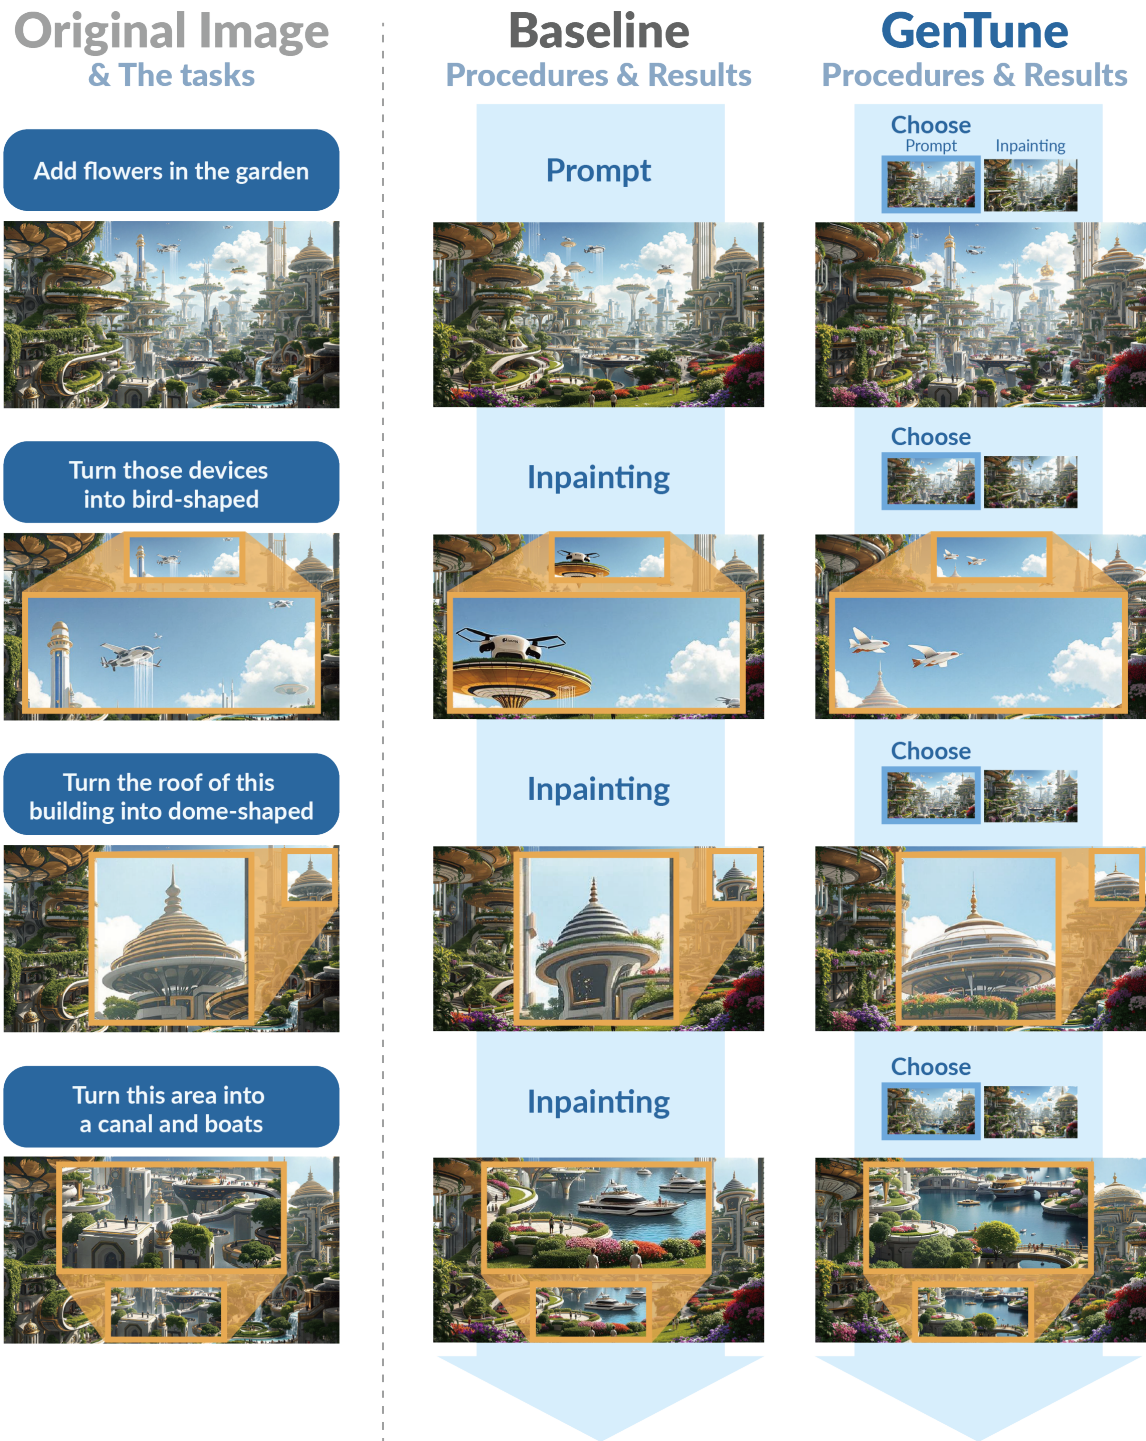 Original Image
& The tasks
Baseline
Procedures & Results
GenTune
Procedures & Results
Add flowers in the garden
Prompt
Choose
Prompt
Inpainting
Turn those devices
into bird-shaped
Inpainting
Choose
Turn the roof of this
building into dome-shaped
Inpainting
Choose
Turn this area into
a canal and boats
Inpainting
Choose